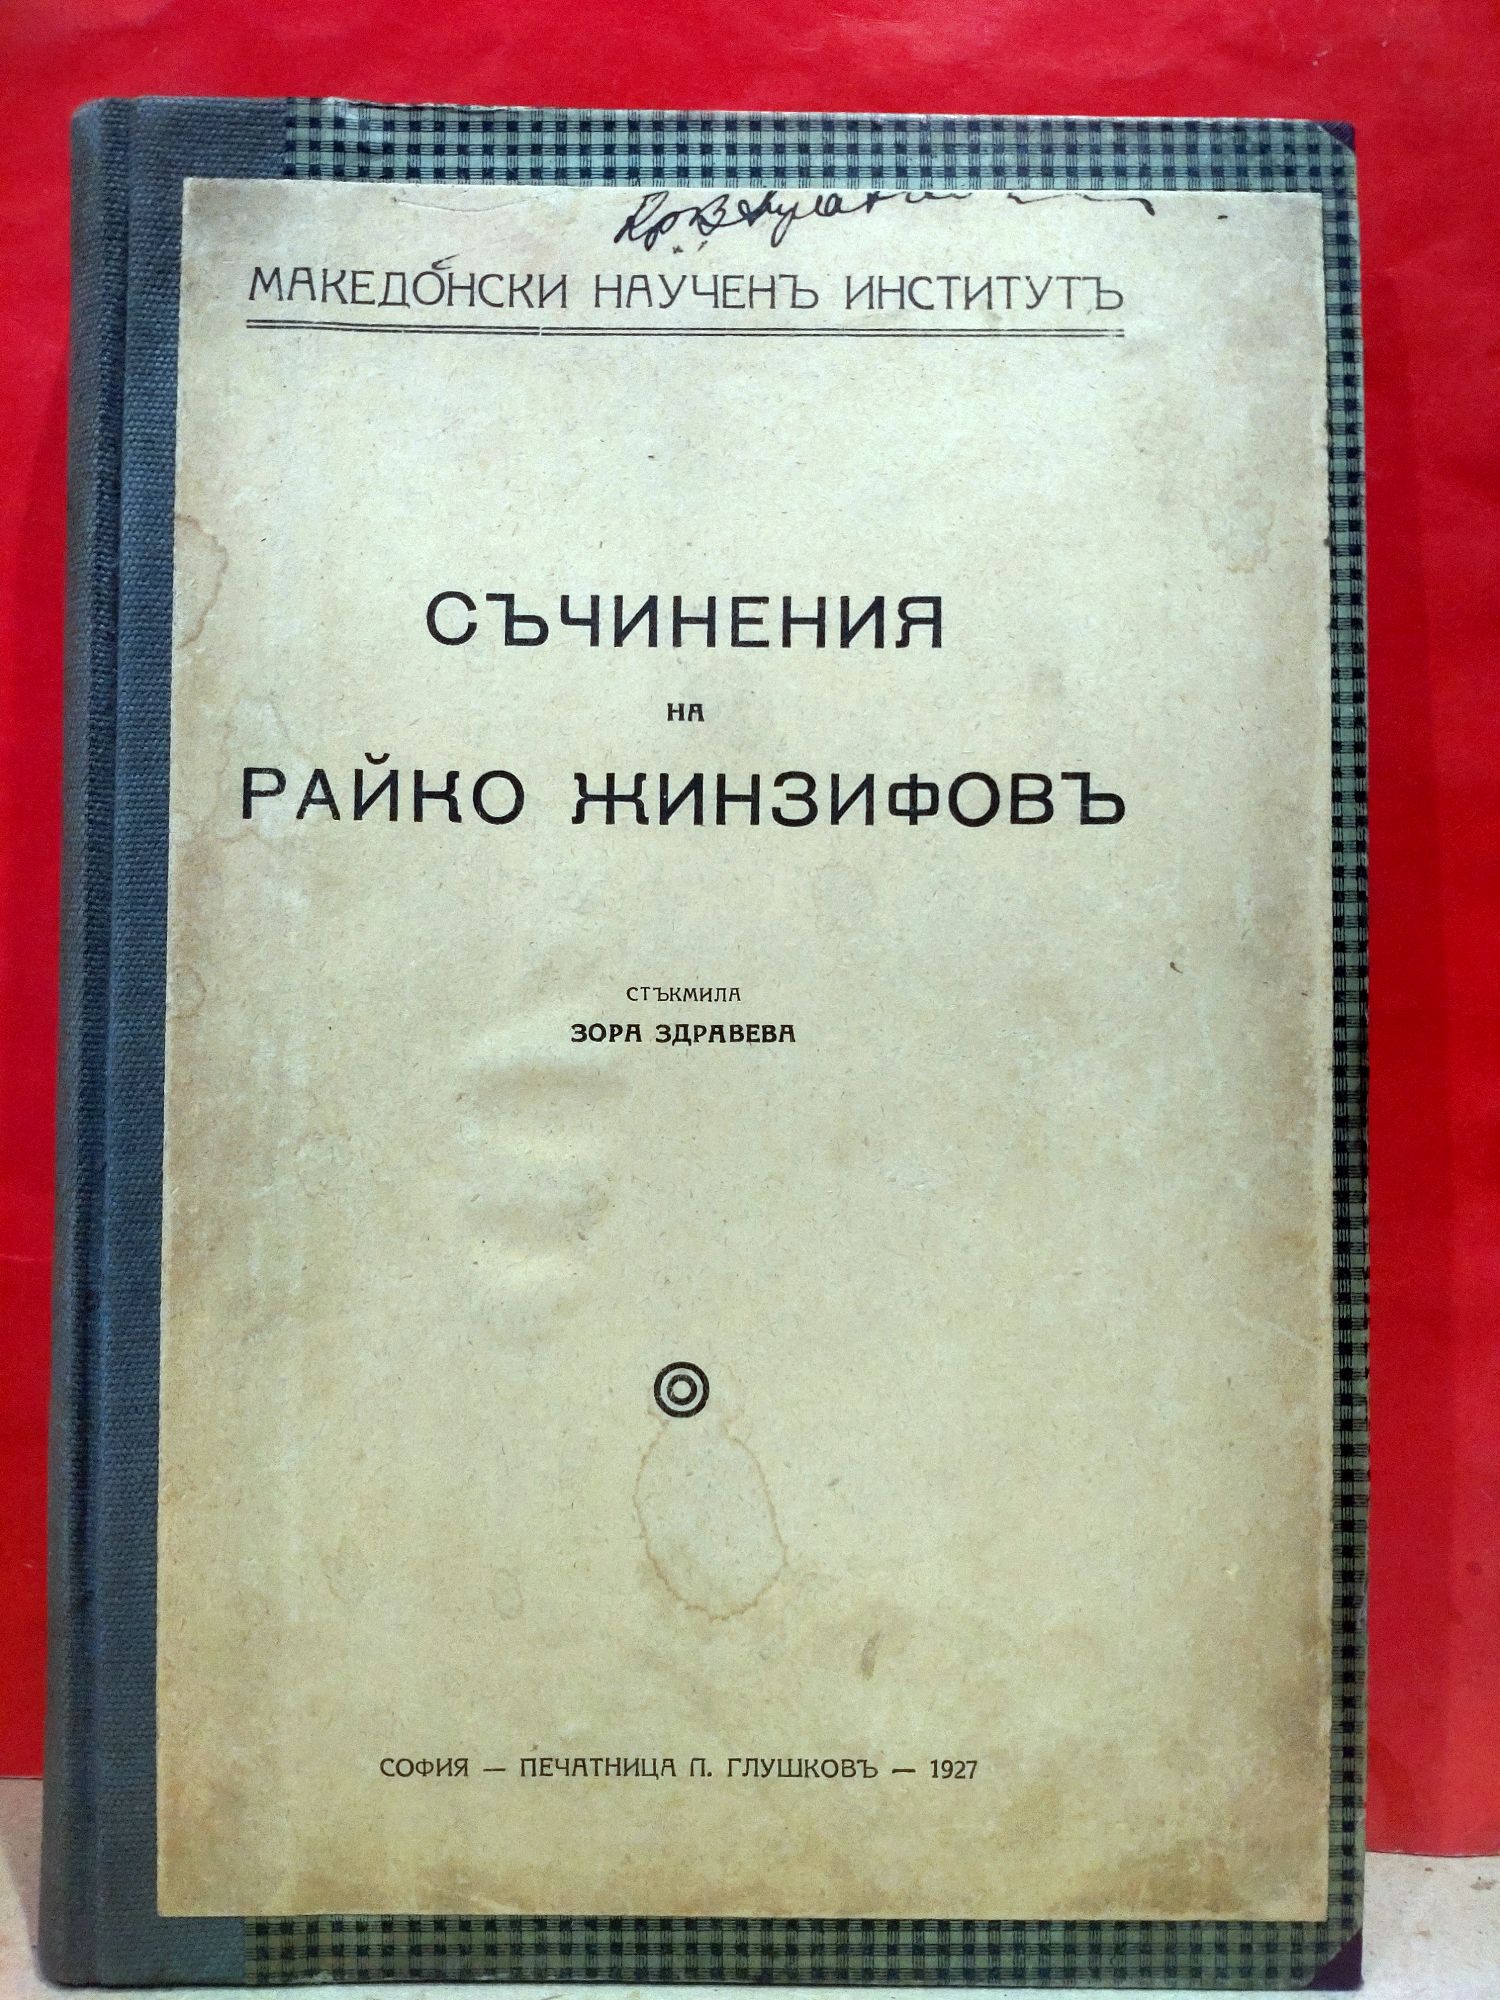 МАКЕДОНСКИ НАУЧЕНЪ ИНСТИТУТЪ
СЪЧИНЕНИЯ
НА
РАЙКО ЖИНЗИФОВЪ
СТЪКМИЛА
ЗОРА ЗДРАВЕВА
СОФИЯ — ПЕЧАТНИЦА П. ГЛУШКОВЪ — 1927